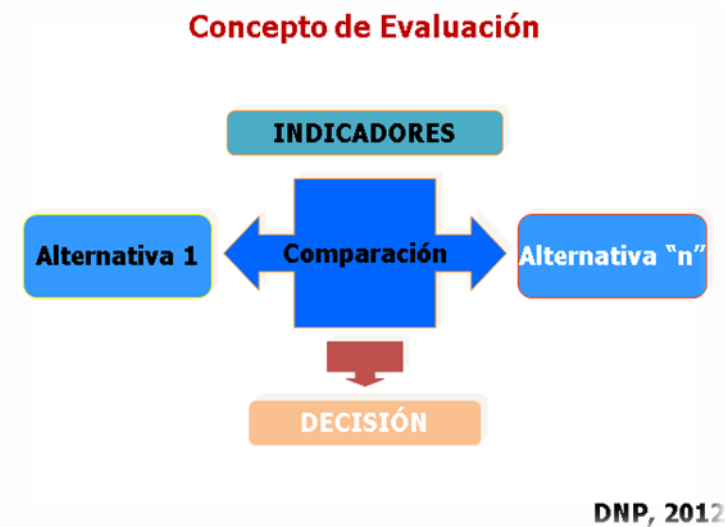 Concepto de Evaluación
INDICADORES
Alternativa 1
Comparación
Alternativa “n”
DECISIÓN
DNP, 2012